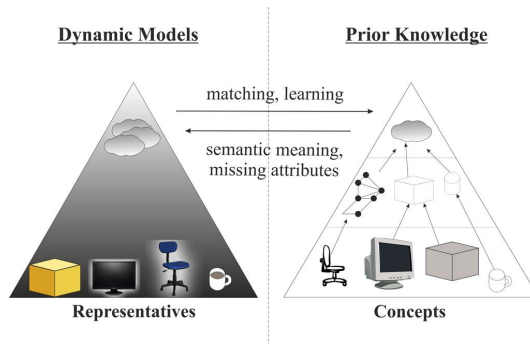 Dynamic Models
Prior Knowledge
matching, learning
semantic meaning,
missing attributes
Representatives
Concepts